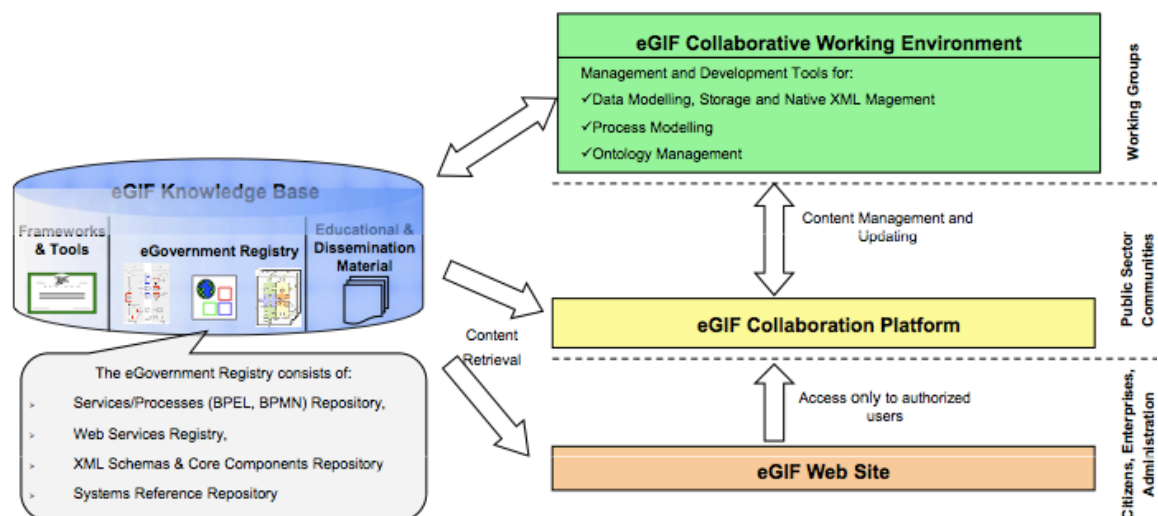 eGIF Collaborative Working Environment
Management and Development Tools for:
✓Data Modelling, Storage and Native XML Magement
✓Process Modelling
✓Ontology Management
Working Groups
eGIF Knowledge Base
Frameworks
& Tools
eGovernment Registry
Educational &
Dissemination
Material
Content Management and
Updating
Public Sector
Communities
eGIF Collaboration Platform
Content
Retrieval
The eGovernment Registry consists of:
➢ Services/Processes (BPEL, BPMN) Repository,
➢ Web Services Registry,
➢ XML Schemas & Core Components Repository
➢ Systems Reference Repository
Access only to authorized
users
eGIF Web Site
Citizens, Enterprises,
Administration